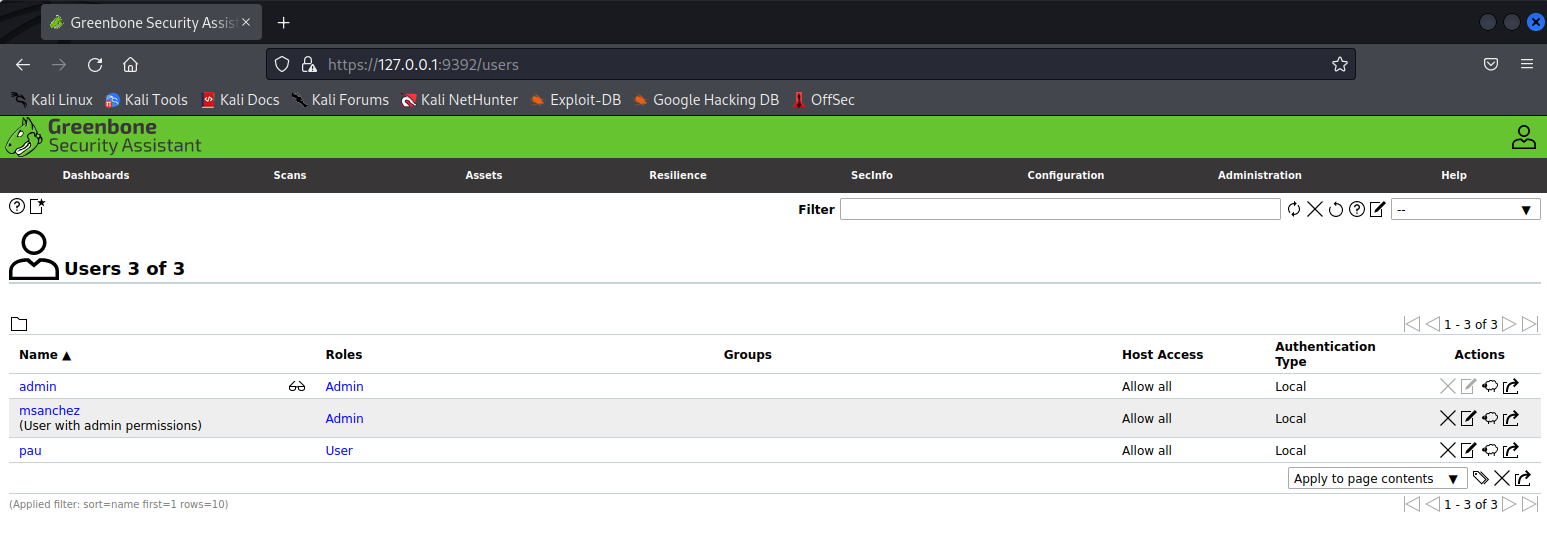 Greenbone Security Assis
https://127.0.0.1:9392/users
Kali Linux Kali Tools Kali Docs Kali Forums Kali NetHunter Exploit-DB Google Hacking DB OffSec
Greenbone
Security Assistant
Dashboards Scans Assets Resilience SecInfo Configuration Administration Help
Filter --
Users 3 of 3
1 - 3 of 3
Name ▲ Roles Groups Host Access Authentication Type Actions
admin Admin Allow all Local
msanchez
(User with admin permissions) Admin Allow all Local
pau User Allow all Local
Apply to page contents
(Applied filter: sort=name first=1 rows=10) 1 - 3 of 3